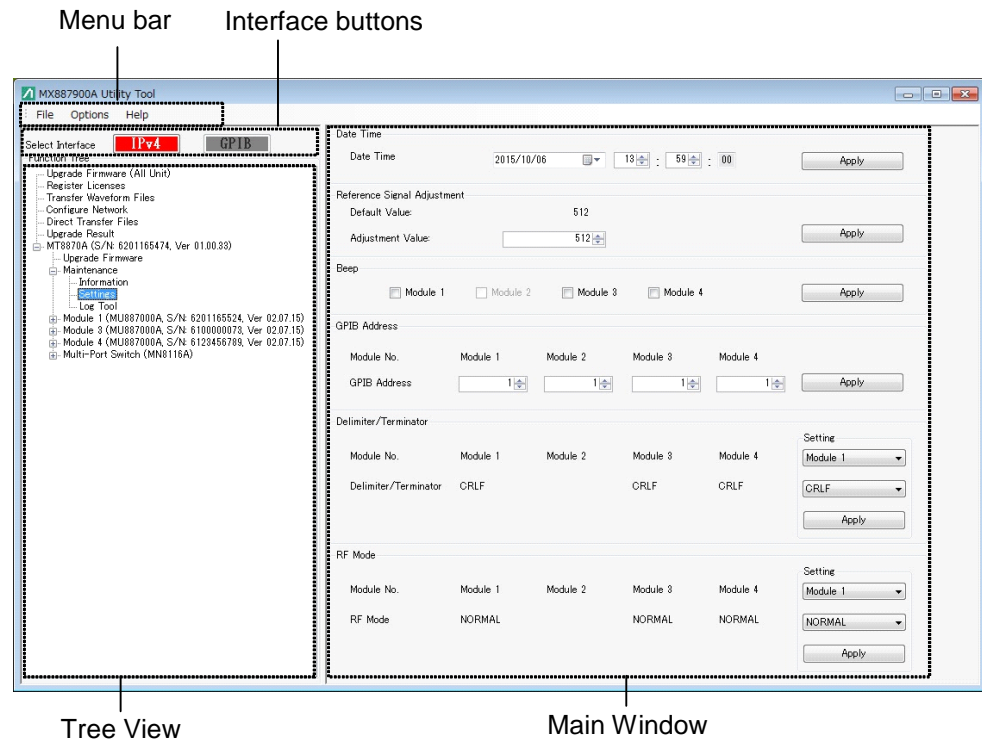 Menu bar Interface buttons
MX887900A Utility Tool
File Options Help
Select Interface IPv4 GPIB
Function Tree
Upgrade Firmware (All Unit)
Register Licenses
Transfer Waveform Files
Configure Network
Direct Transfer Files
Upgrade Result
MT8870A (S/N: 6201165474, Ver 01.00.33)
Upgrade Firmware
Maintenance
Information
Settings
Log Tool
Module 1 (MU887000A, S/N: 6201165524, Ver 02.07.15)
Module 3 (MU887000A, S/N: 6100000073, Ver 02.07.15)
Module 4 (MU887000A, S/N: 6123456789, Ver 02.07.15)
Multi-Port Switch (MN8116A)
Date Time
Date Time 2015/10/06 13 : 59 : 00 Apply
Reference Signal Adjustment
Default Value: 512
Adjustment Value: 512 Apply
Beep
Module 1 Module 2 Module 3 Module 4 Apply
GPIB Address
Module No. Module 1 Module 2 Module 3 Module 4
GPIB Address 1 1 1 1 Apply
Delimiter/Terminator
Setting
Module No. Module 1 Module 2 Module 3 Module 4 Module 1
Delimiter/Terminator CRLF CRLF CRLF CRLF
Apply
RF Mode
Setting
Module No. Module 1 Module 2 Module 3 Module 4 Module 1
RF Mode NORMAL NORMAL NORMAL NORMAL
Apply
Tree View Main Window